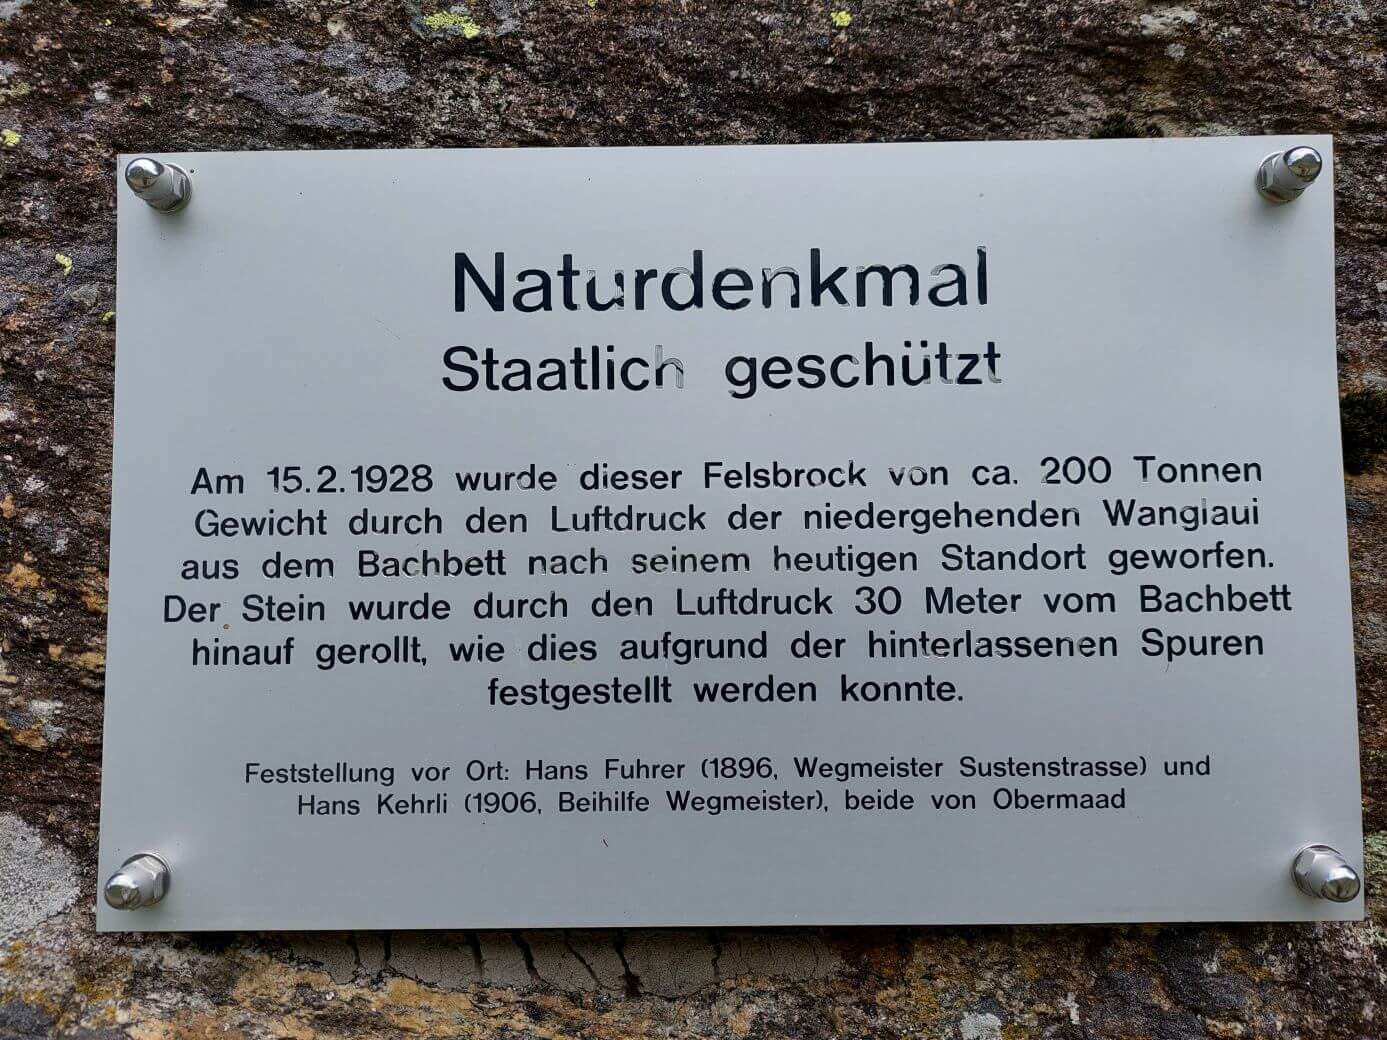 Naturdenkmal
Staatlich geschützt
Am 15.2.1928 wurde dieser Felsbrock von ca. 200 Tonnen
Gewicht durch den Luftdruck der niedergehenden Wanglaui
aus dem Bachbett nach seinem heutigen Standort geworfen.
Der Stein wurde durch den Luftdruck 30 Meter vom Bachbett
hinauf gerollt, wie dies aufgrund der hinterlassenen Spuren
festgestellt werden konnte.
Feststellung vor Ort: Hans Fuhrer (1896, Wegmeister Sustenstrasse) und
Hans Kehrli (1906, Beihilfe Wegmeister), beide von Obermaad